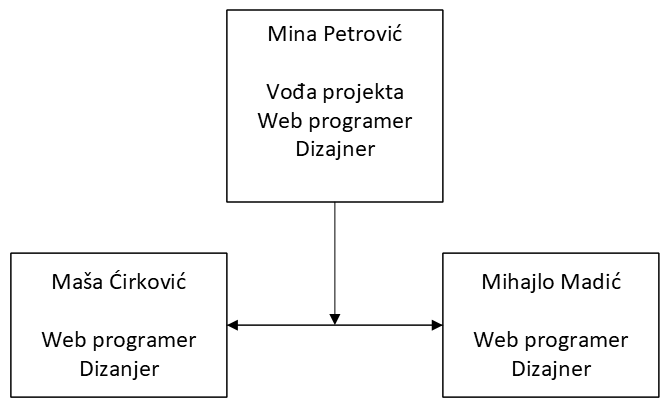 Mina Petrović
Vođa projekta
Web programer
Dizajner
Maša Ćirković
Web programer
Dizanjer
Mihajlo Madić
Web programer
Dizajner